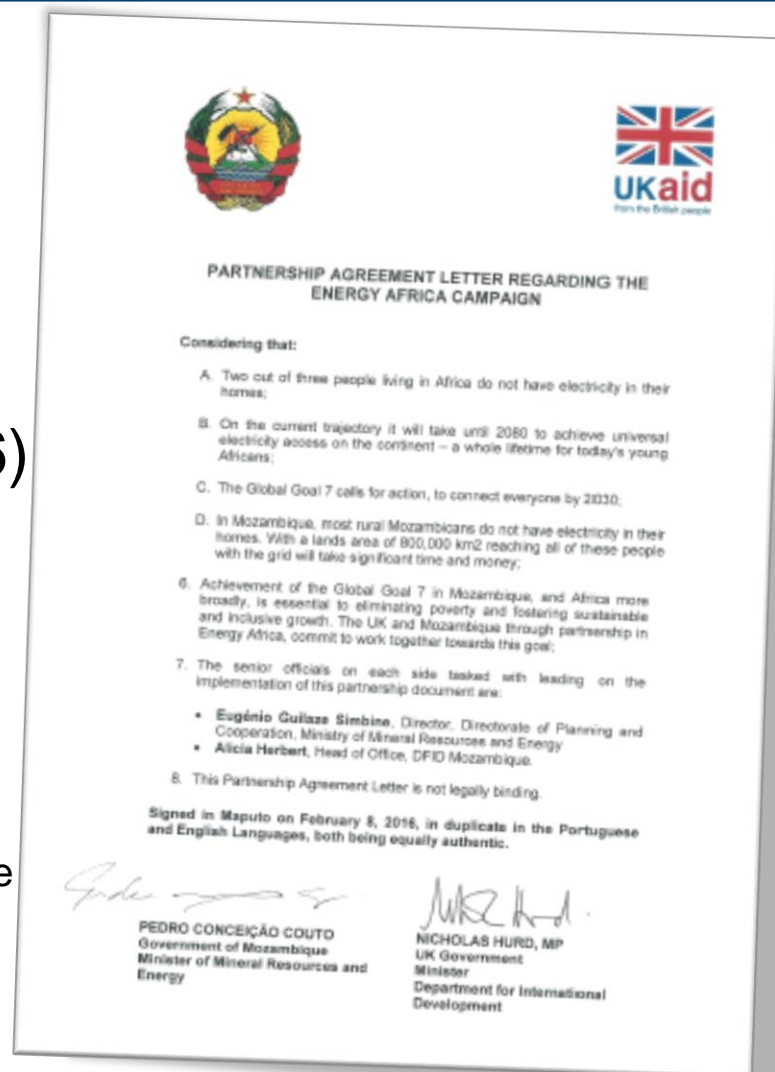 UKaid
from the British people
PARTNERSHIP AGREEMENT LETTER REGARDING THE
ENERGY AFRICA CAMPAIGN
Considering that:
A. Two out of three people living in Africa do not have electricity in their
homes;
B. On the current trajectory it will take until 2080 to achieve universal
electricity access on the continent – a whole lifetime for today's young
Africans;
6)
C. The Global Goal 7 calls for action, to connect everyone by 2030;
D. In Mozambique, most rural Mozambicans do not have electricity in their
homes. With a lands area of 800,000 km2 reaching all of these people
with the grid will take significant time and money;
6. Achievement of the Global Goal 7 in Mozambique, and Africa more
broadly, is essential to eliminating poverty and fostering sustainable
and inclusive growth. The UK and Mozambique through partnership in
Energy Africa, commit to work together towards this goal;
7. The senior officials on each side tasked with leading on the
implementation of this partnership document are:
• Eugénio Guilaze Simbine, Director, Directorate of Planning and
Cooperation, Ministry of Mineral Resources and Energy
• Alicia Herbert, Head of Office, DFID Mozambique.
8. This Partnership Agreement Letter is not legally binding.
Signed in Maputo on February 8, 2016, in duplicate in the Portuguese
and English Languages, both being equally authentic.
e
PEDRO CONCEIÇÃO COUTO
Government of Mozambique
Minister of Mineral Resources and
Energy
NICHOLAS HURD, MP
UK Government
Minister
Department for International
Development